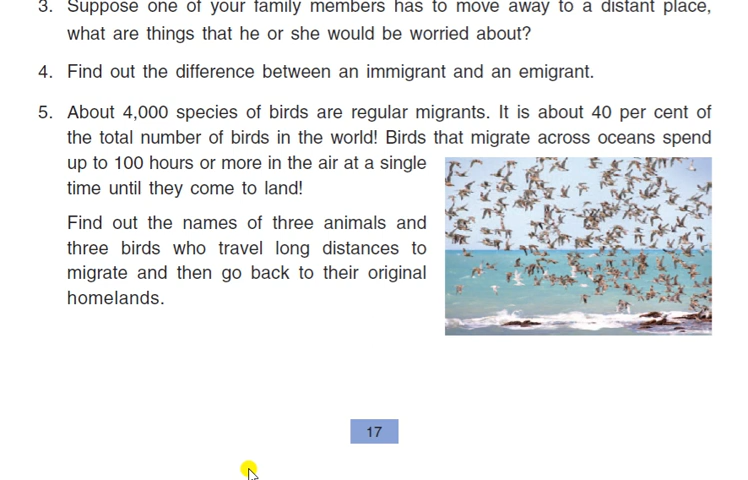 3. Suppose one of your family members has to move away to a distant place,
what are things that he or she would be worried about?
4. Find out the difference between an immigrant and an emigrant.
5. About 4,000 species of birds are regular migrants. It is about 40 per cent of
the total number of birds in the world! Birds that migrate across oceans spend
up to 100 hours or more in the air at a single
time until they come to land!
Find out the names of three animals and
three birds who travel long distances to
migrate and then go back to their original
homelands.
17